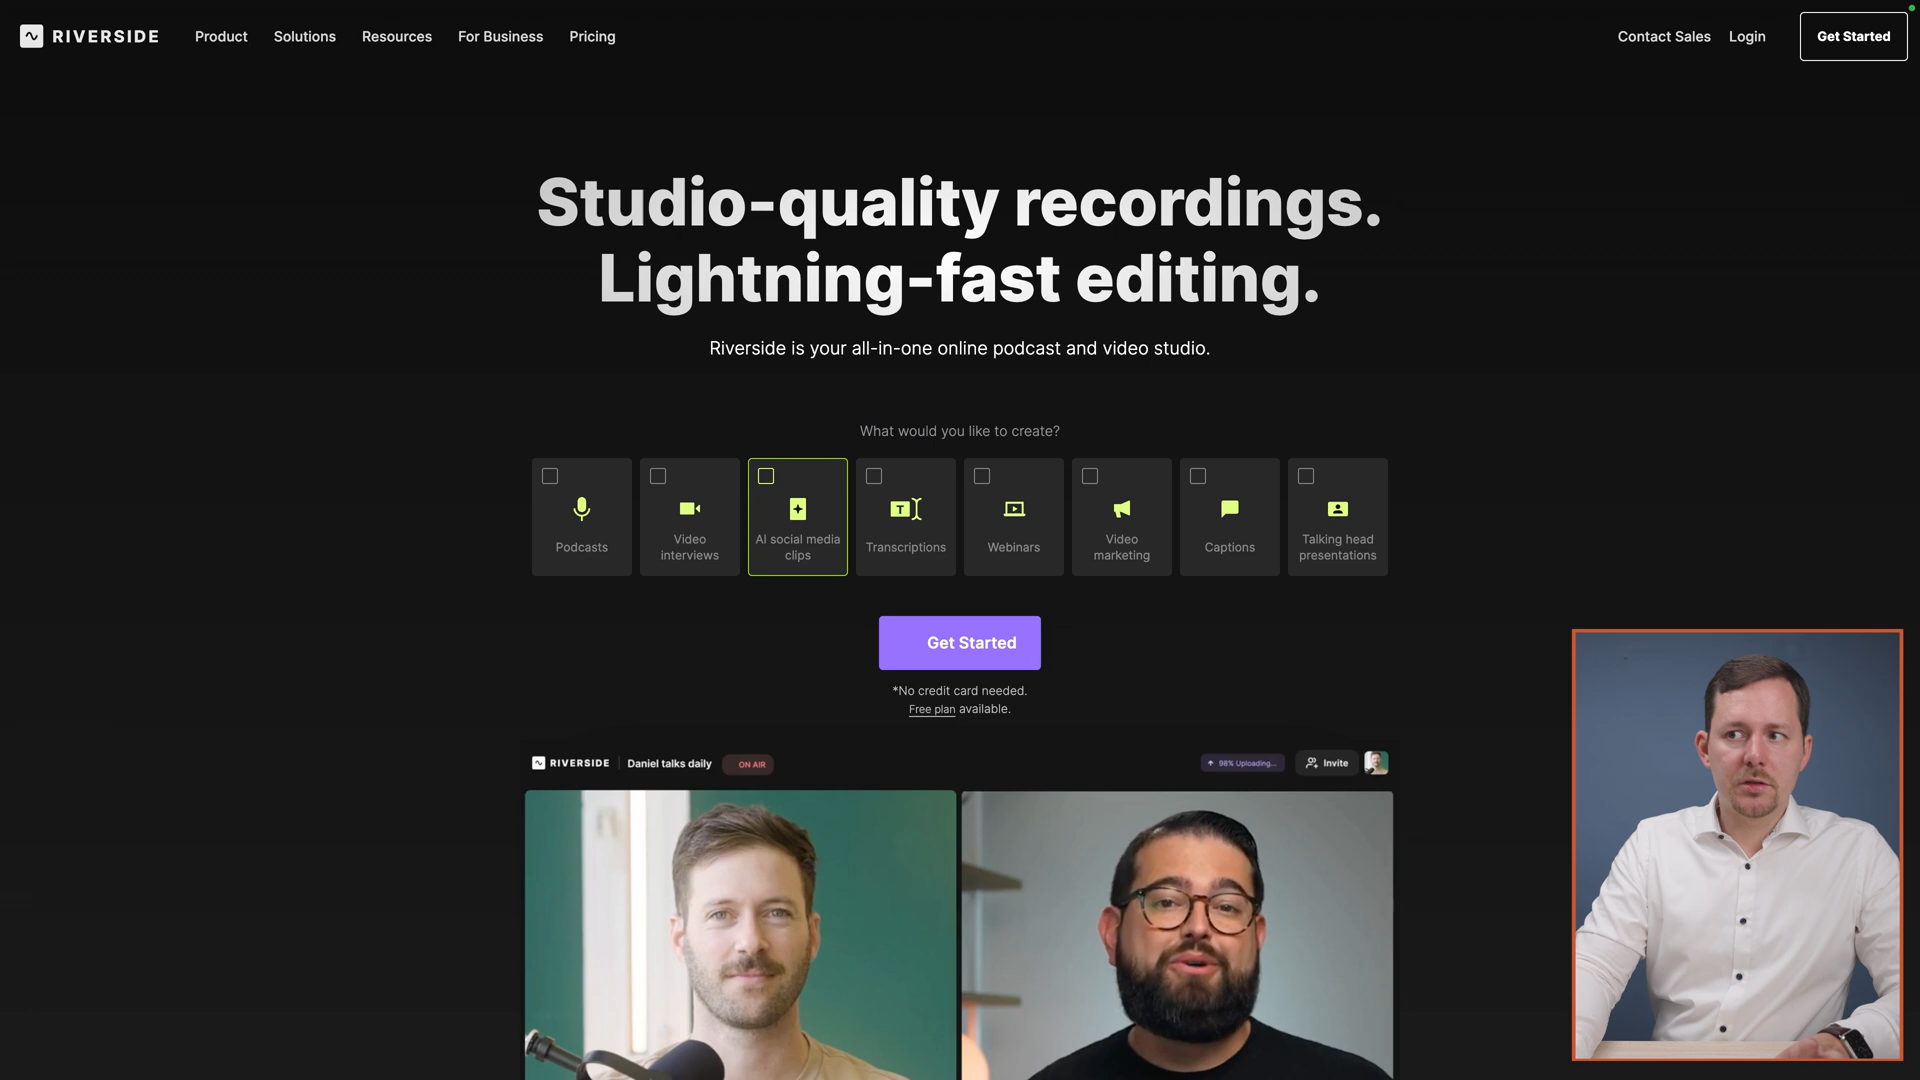 RIVERSIDE
Product
Solutions
Resources
For Business
Pricing
Contact Sales
Login
Get Started
Studio-quality recordings.
Lightning-fast editing.
Riverside is your all-in-one online podcast and video studio.
What would you like to create?
Podcasts
Video
interviews
AI social media
clips
T
Transcriptions
Webinars
Video
marketing
Captions
Talking head
presentations
Get Started
*No credit card needed.
Free plan available.
RIVERSIDE
Daniel talks daily
ON AIR
98% Uploading...
Invite